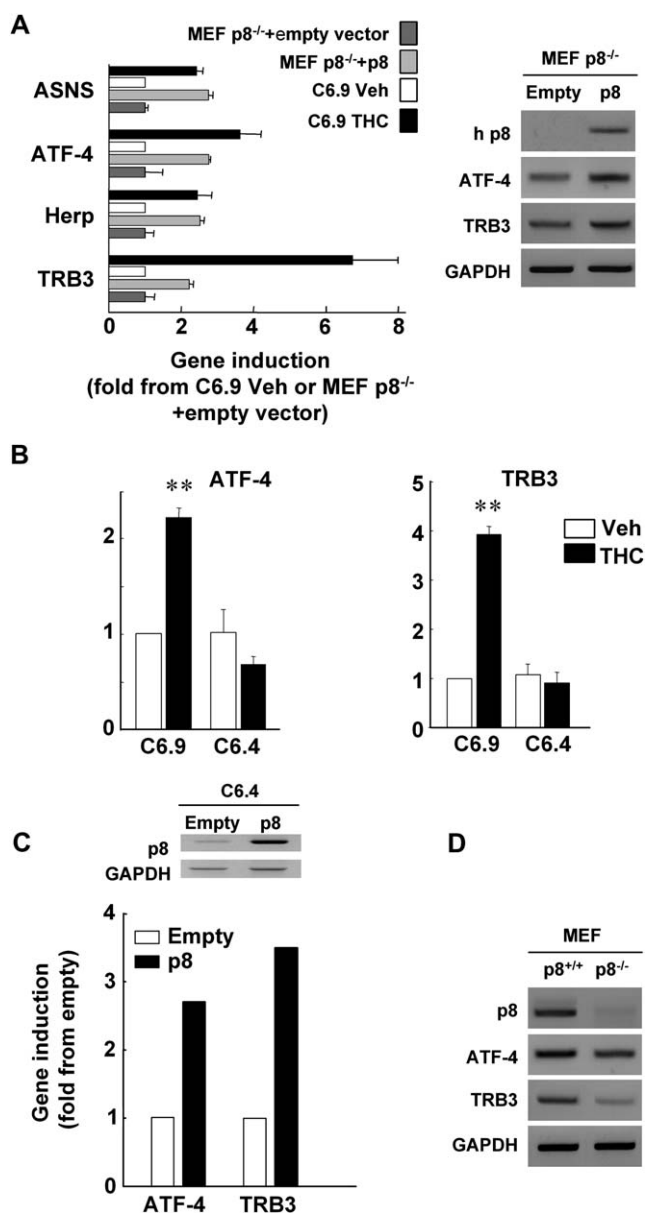 A
MEF p8-/-+empty vector
MEF p8-/-+p8
C6.9 Veh
C6.9 THC
ASNS
ATF-4
Herp
TRB3
0 2 4 6 8
Gene induction
(fold from C6.9 Veh or MEF p8-/-
+empty vector)
MEF p8-/-
Empty p8
h p8
ATF-4
TRB3
GAPDH
B
ATF-4
**
2
1
0
C6.9 C6.4
TRB3
**
5
4
3
2
1
0
C6.9 C6.4
Veh
THC
C
C6.4
Empty p8
p8
GAPDH
Gene induction
(fold from empty)
4
3
2
1
0
Empty
p8
ATF-4 TRB3
D
MEF
p8+/+ p8-/-
p8
ATF-4
TRB3
GAPDH